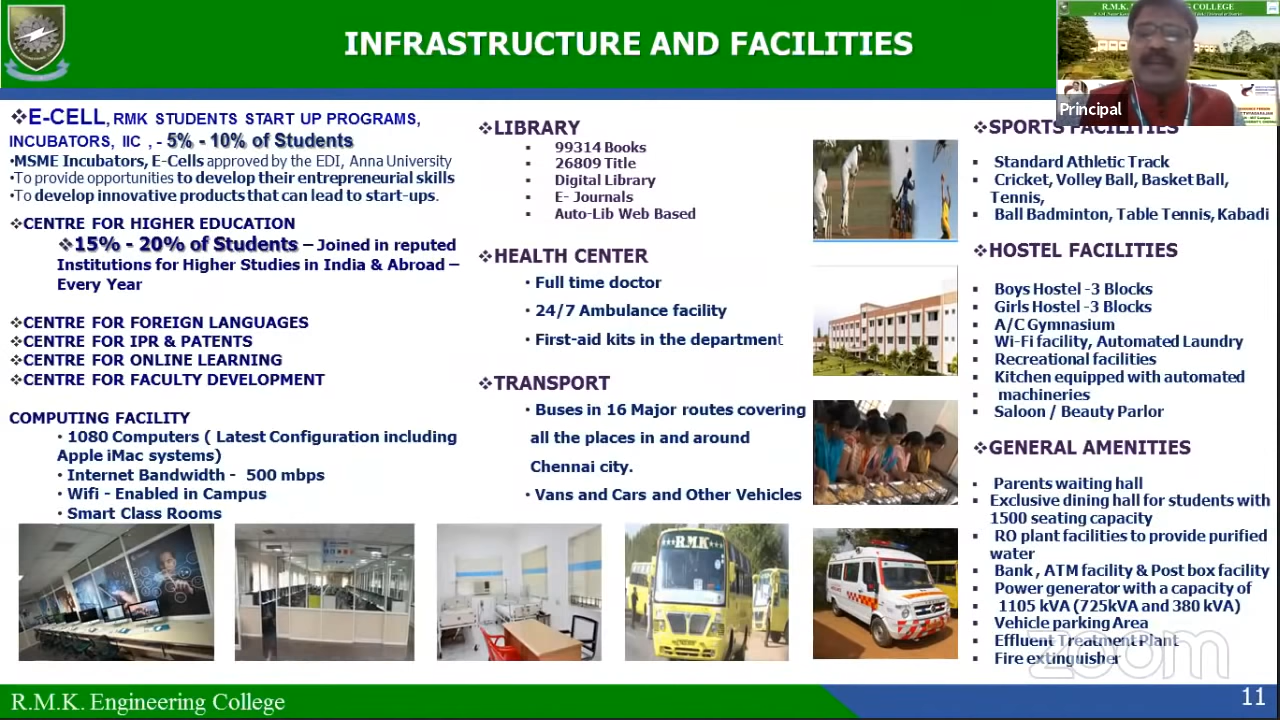 INFRASTRUCTURE AND FACILITIES
R.M.K. ENGINEERING COLLEGE
Principal
❖E-CELL, RMK STUDENTS START UP PROGRAMS,
INCUBATORS, IIC , - 5% - 10% of Students
•MSME Incubators, E-Cells approved by the EDI, Anna University
•To provide opportunities to develop their entrepreneurial skills
•To develop innovative products that can lead to start-ups.
❖CENTRE FOR HIGHER EDUCATION
❖15% - 20% of Students – Joined in reputed
Institutions for Higher Studies in India & Abroad –
Every Year
❖CENTRE FOR FOREIGN LANGUAGES
❖CENTRE FOR IPR & PATENTS
❖CENTRE FOR ONLINE LEARNING
❖CENTRE FOR FACULTY DEVELOPMENT
COMPUTING FACILITY
• 1080 Computers ( Latest Configuration including
Apple iMac systems)
• Internet Bandwidth - 500 mbps
• Wifi - Enabled in Campus
• Smart Class Rooms
❖LIBRARY
▪ 99314 Books
▪ 26809 Title
▪ Digital Library
▪ E- Journals
▪ Auto-Lib Web Based
❖HEALTH CENTER
• Full time doctor
• 24/7 Ambulance facility
• First-aid kits in the department
❖TRANSPORT
• Buses in 16 Major routes covering
all the places in and around
Chennai city.
• Vans and Cars and Other Vehicles
❖SPORTS FACILITIES
▪ Standard Athletic Track
▪ Cricket, Volley Ball, Basket Ball,
Tennis,
▪ Ball Badminton, Table Tennis, Kabadi
❖HOSTEL FACILITIES
▪ Boys Hostel -3 Blocks
▪ Girls Hostel -3 Blocks
▪ A/C Gymnasium
▪ Wi-Fi facility, Automated Laundry
▪ Recreational facilities
▪ Kitchen equipped with automated
▪ machineries
▪ Saloon / Beauty Parlor
❖GENERAL AMENITIES
▪ Parents waiting hall
▪ Exclusive dining hall for students with
1500 seating capacity
▪ RO plant facilities to provide purified
water
▪ Bank , ATM facility & Post box facility
▪ Power generator with a capacity of
▪ 1105 kVA (725kVA and 380 kVA)
▪ Vehicle parking Area
▪ Effluent Treatment Plant
▪ Fire extinguisher
R.M.K
zoom
R.M.K. Engineering College
11